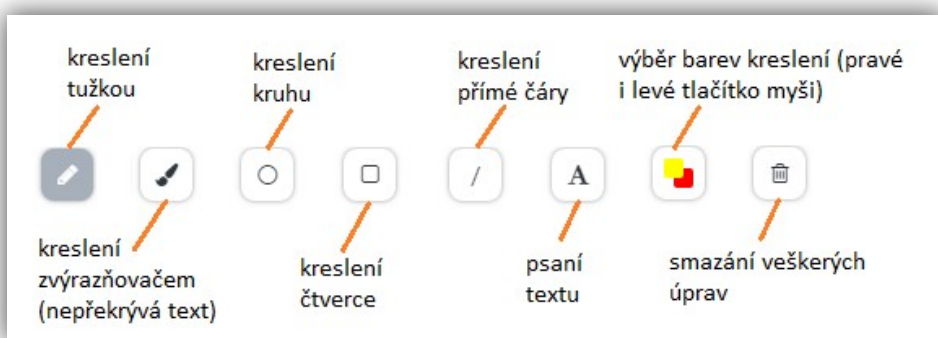 kreslení
tužkou
kreslení
kruhu
kreslení
přímé čáry
výběr barev kreslení (pravé
i levé tlačítko myši)
A
kreslení
zvýrazňovačem
(nepřekrývá text)
kreslení
čtverce
psaní
textu
smazání veškerých
úprav